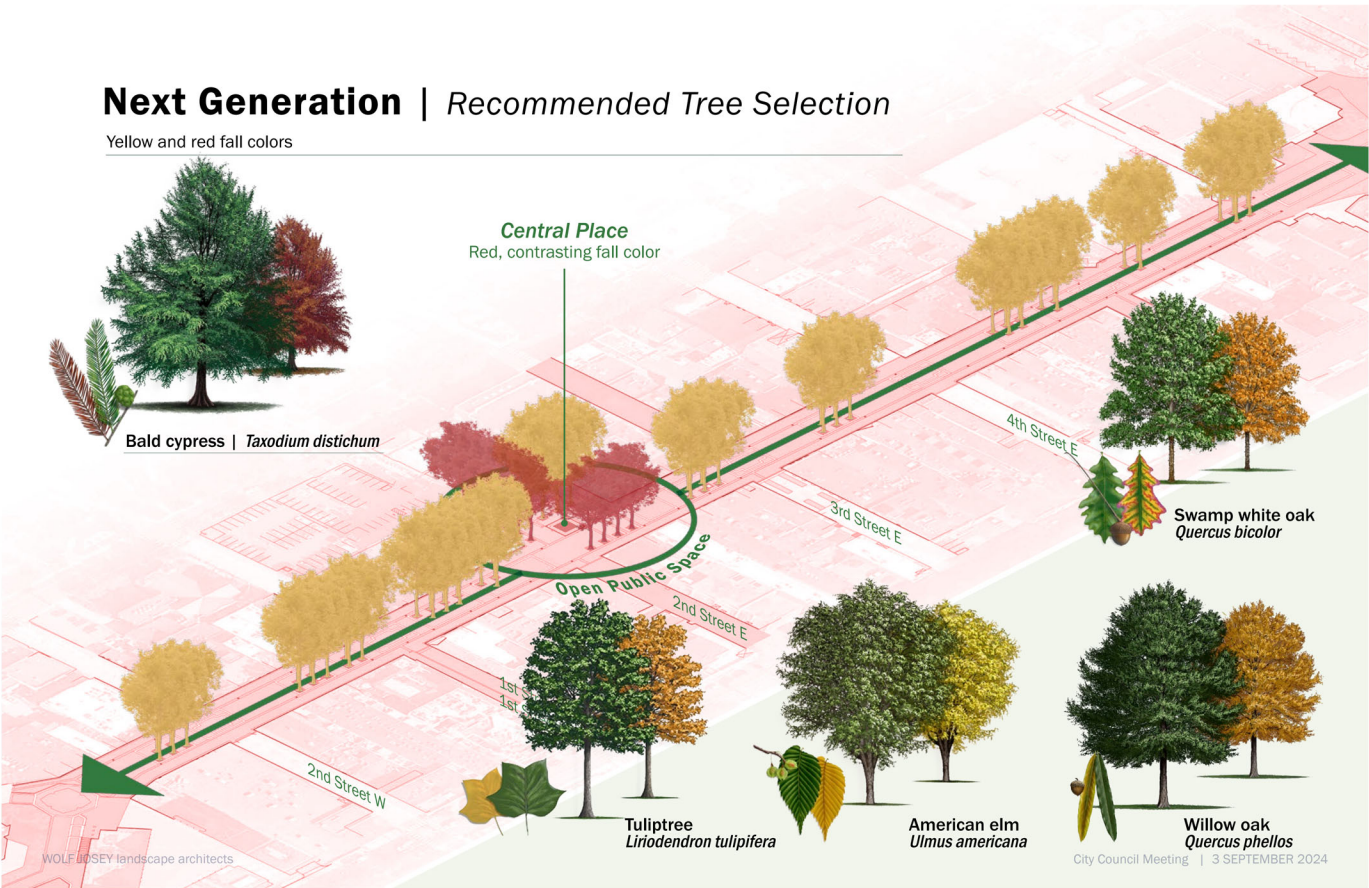 Next Generation | Recommended Tree Selection
Yellow and red fall colors
Central Place
Red, contrasting fall color
Bald cypress | Taxodium distichum
4th Street E
Swamp white oak
Quercus bicolor
3rd Street E
Open Public Space
2nd Street E
1st
1st
2nd Street W
Tuliptree
Liriodendron tulipifera
American elm
Ulmus americana
Willow oak
Quercus phellos
WOLF JOSEY landscape architects
City Council Meeting | 3 SEPTEMBER 2024